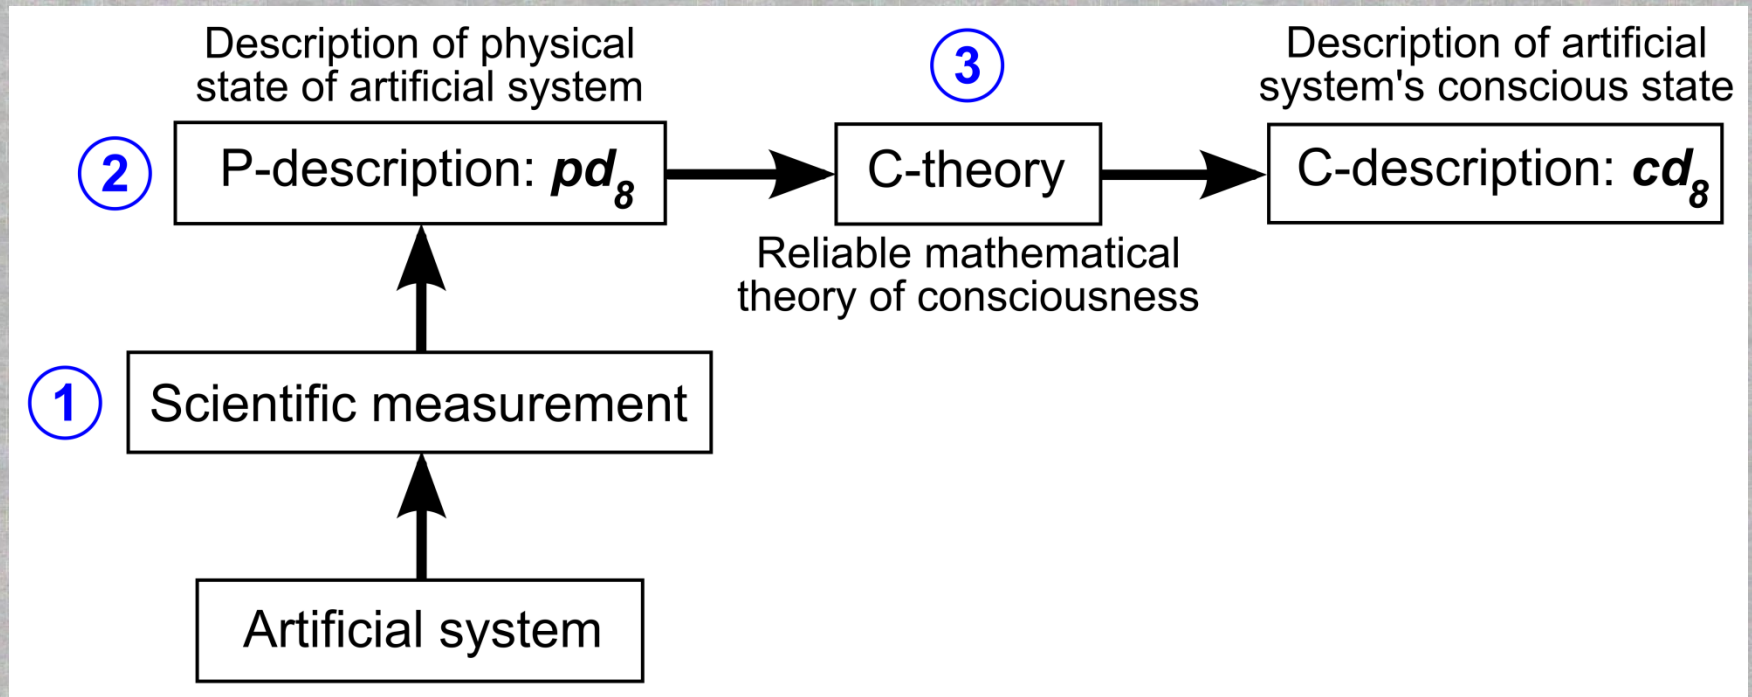 Description of physical
state of artificial system
3
Description of artificial
system's conscious state
2
P-description: pd8
C-theory
C-description: cd8
Reliable mathematical
theory of consciousness
1
Scientific measurement
Artificial system